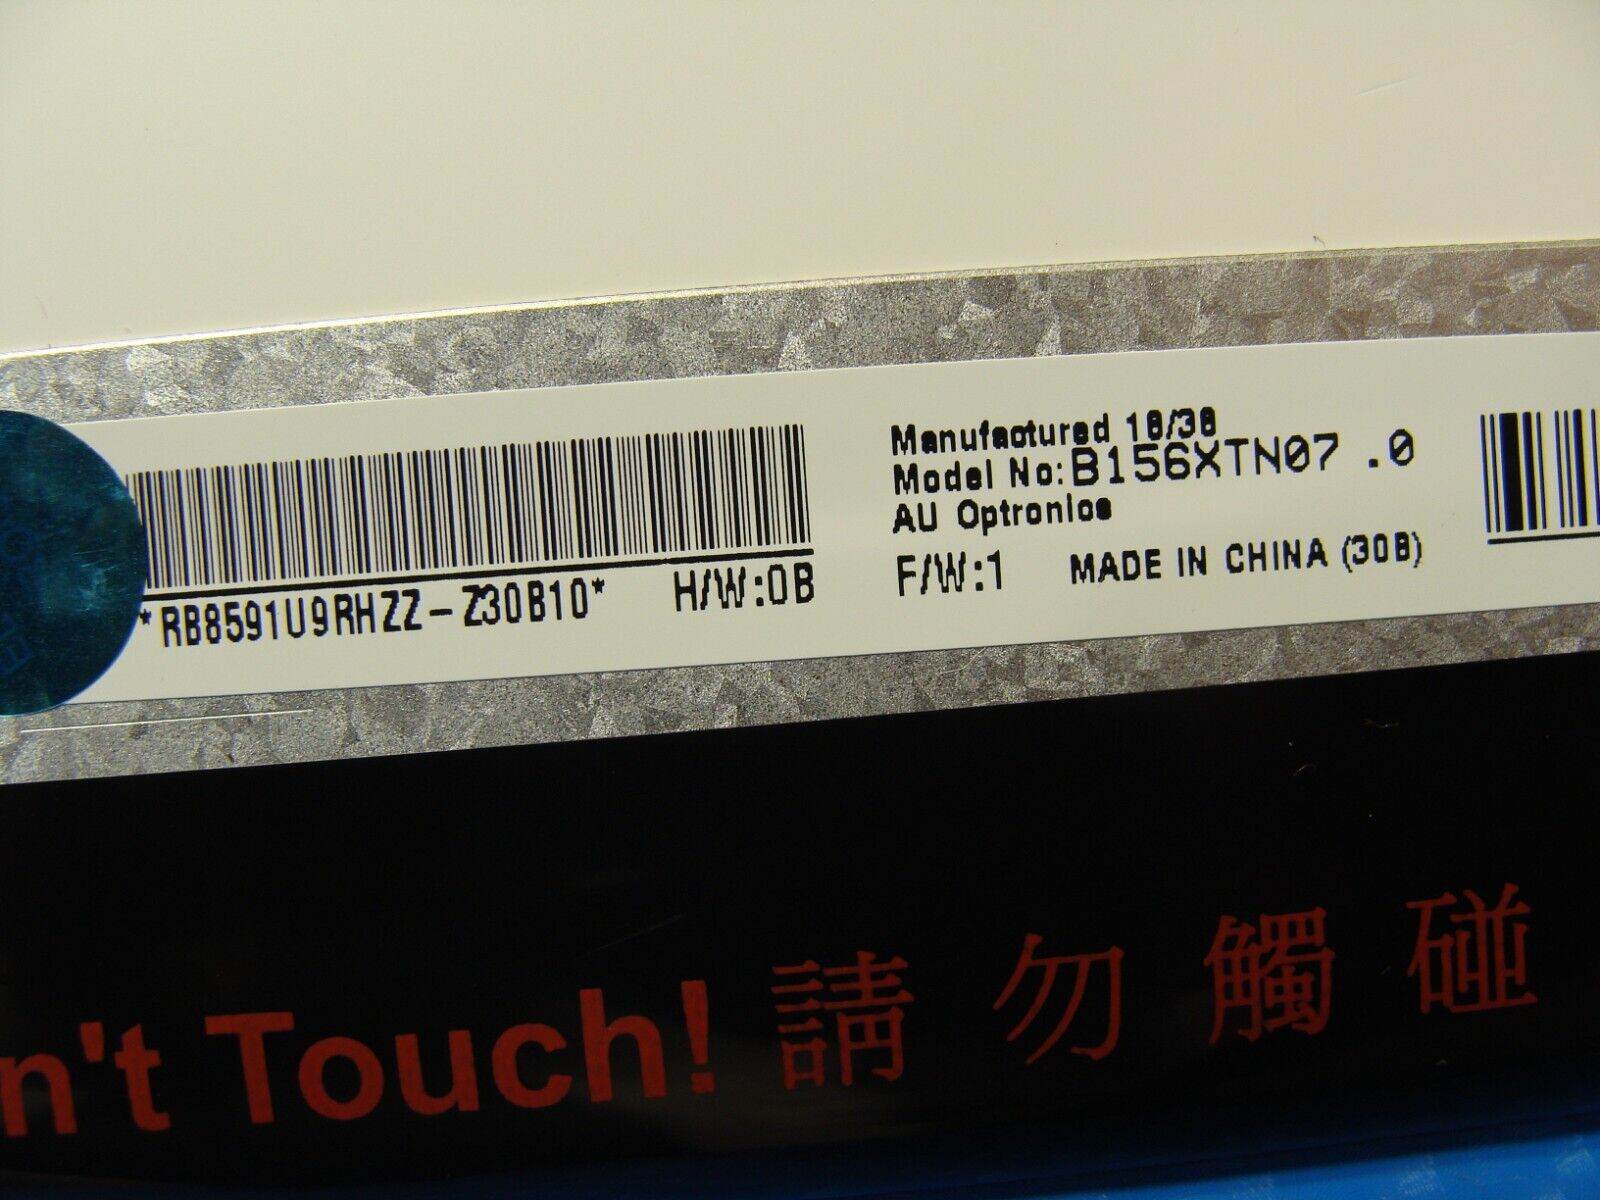 *RB8591U9RHZZ-Z30B10* H/W:0B
Manufactured 18/38
Model No:B156XTN07 .0
AU Optronics
F/W:1 MADE IN CHINA (30B)
n't Touch! 請勿觸碰